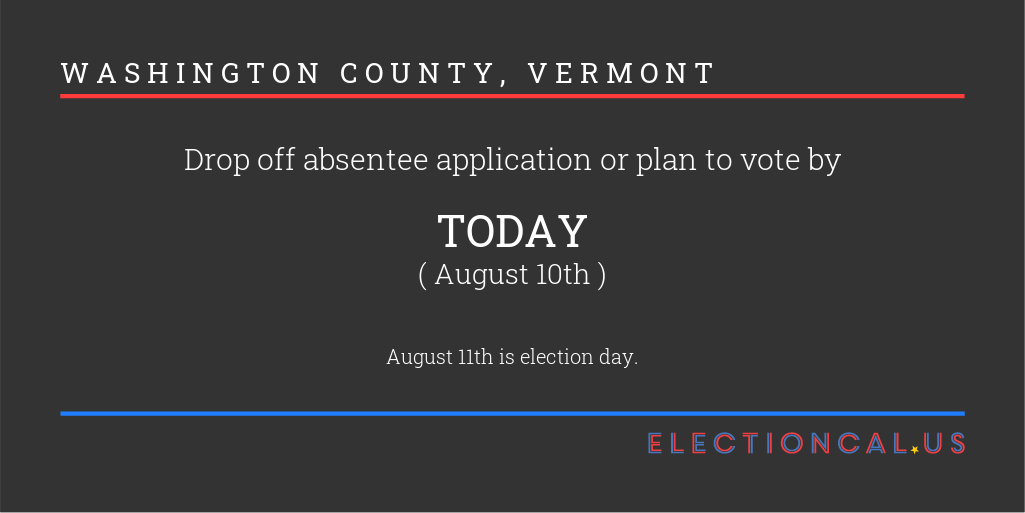 WASHINGTON COUNTY, VERMONT
Drop off absentee application or plan to vote by
TODAY
( August 10th )
August 11th is election day.
ELECTIONCAL.US